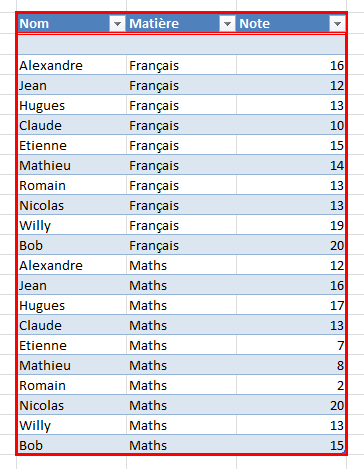 Nom Matière Note
Alexandre Français 16
Jean Français 12
Hugues Français 13
Claude Français 10
Etienne Français 15
Mathieu Français 14
Romain Français 13
Nicolas Français 13
Willy Français 19
Bob Français 20
Alexandre Maths 12
Jean Maths 16
Hugues Maths 17
Claude Maths 13
Etienne Maths 7
Mathieu Maths 8
Romain Maths 2
Nicolas Maths 20
Willy Maths 13
Bob Maths 15